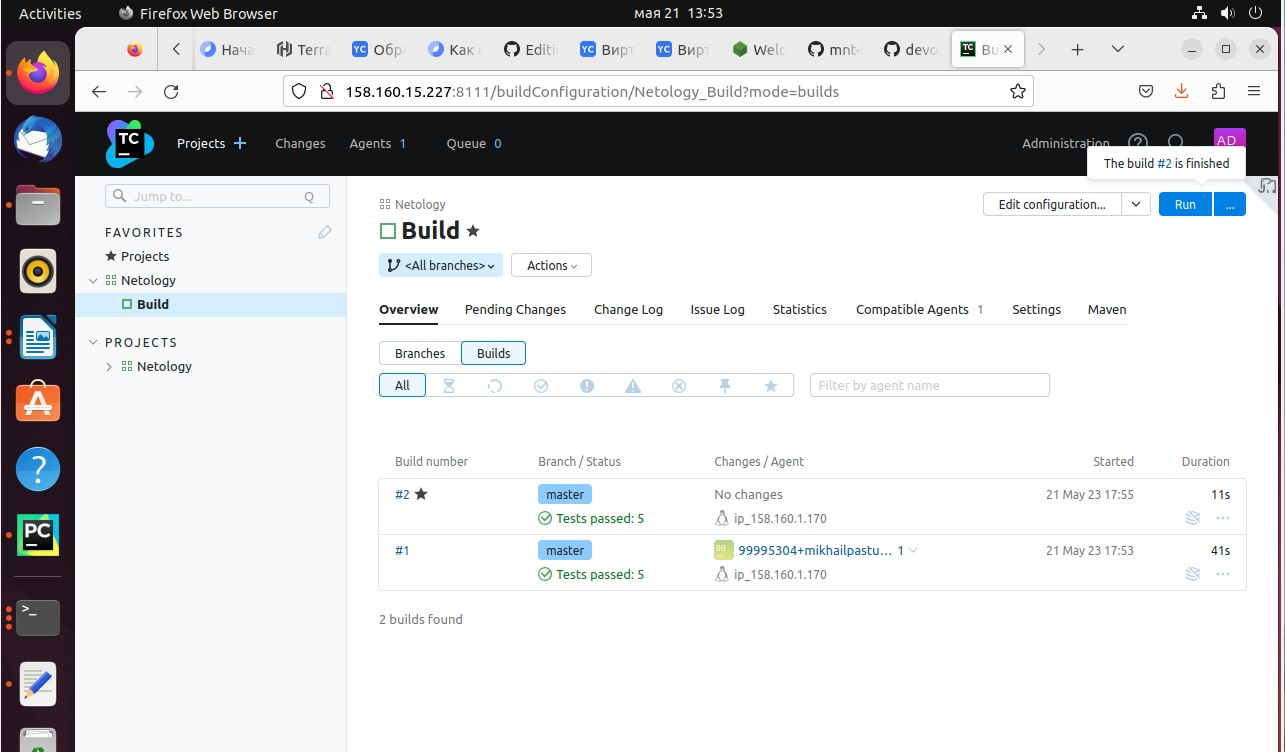 Activities Firefox Web Browser мая 21 13:53
Нача Terra YC Обра Как Editi YC Вирт YC Вирт Welc mnt- devo Bu
158.160.15.227:8111/buildConfiguration/Netology_Build?mode=builds
TC Projects Changes Agents 1 Queue 0 Administration AD
The build #2 is finished
Jump to... Q
FAVORITES
Projects
Netology
Build
PROJECTS
Netology
Netology
Edit configuration... Run ...
Build
<All branches> Actions
Overview Pending Changes Change Log Issue Log Statistics Compatible Agents 1 Settings Maven
Branches Builds
All Filter by agent name
Build number Branch / Status Changes / Agent Started Duration
#2 master No changes 21 May 23 17:55 11s
Tests passed: 5 ip_158.160.1.170
#1 master 99995304+mikhailpastu... 1 21 May 23 17:53 41s
Tests passed: 5 ip_158.160.1.170
2 builds found
PC